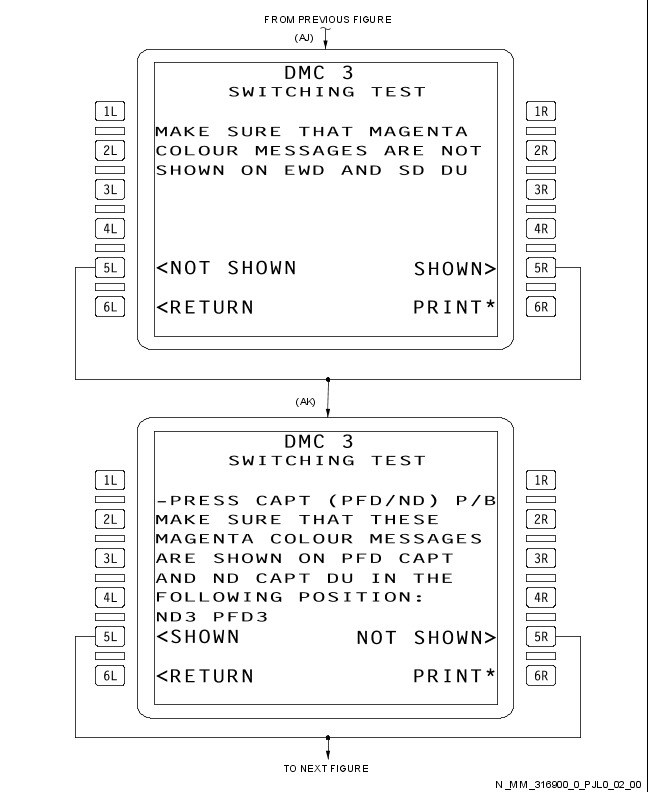 FROM PREVIOUS FIGURE
(AJ)
DMC 3
SWITCHING TEST
1L
1R
MAKE SURE THAT MAGENTA
2L
COLOUR MESSAGES ARE NOT
2R
SHOWN ON EWD AND SD DU
3L
3R
4L
4R
5L
<NOT SHOWN
SHOWN>
5R
6L
<RETURN
PRINT*
6R
(AK)
DMC 3
SWITCHING TEST
1L
1R
-PRESS CAPT (PFD/ND) P/B
2L
MAKE SURE THAT THESE
2R
MAGENTA COLOUR MESSAGES
3L
ARE SHOWN ON PFD CAPT
3R
AND ND CAPT DU IN THE
4L
FOLLOWING POSITION:
4R
ND3 PFD3
5L
<SHOWN
NOT SHOWN>
5R
6L
<RETURN
PRINT*
6R
TO NEXT FIGURE
N_MM_316900_0_PJL0_02_00